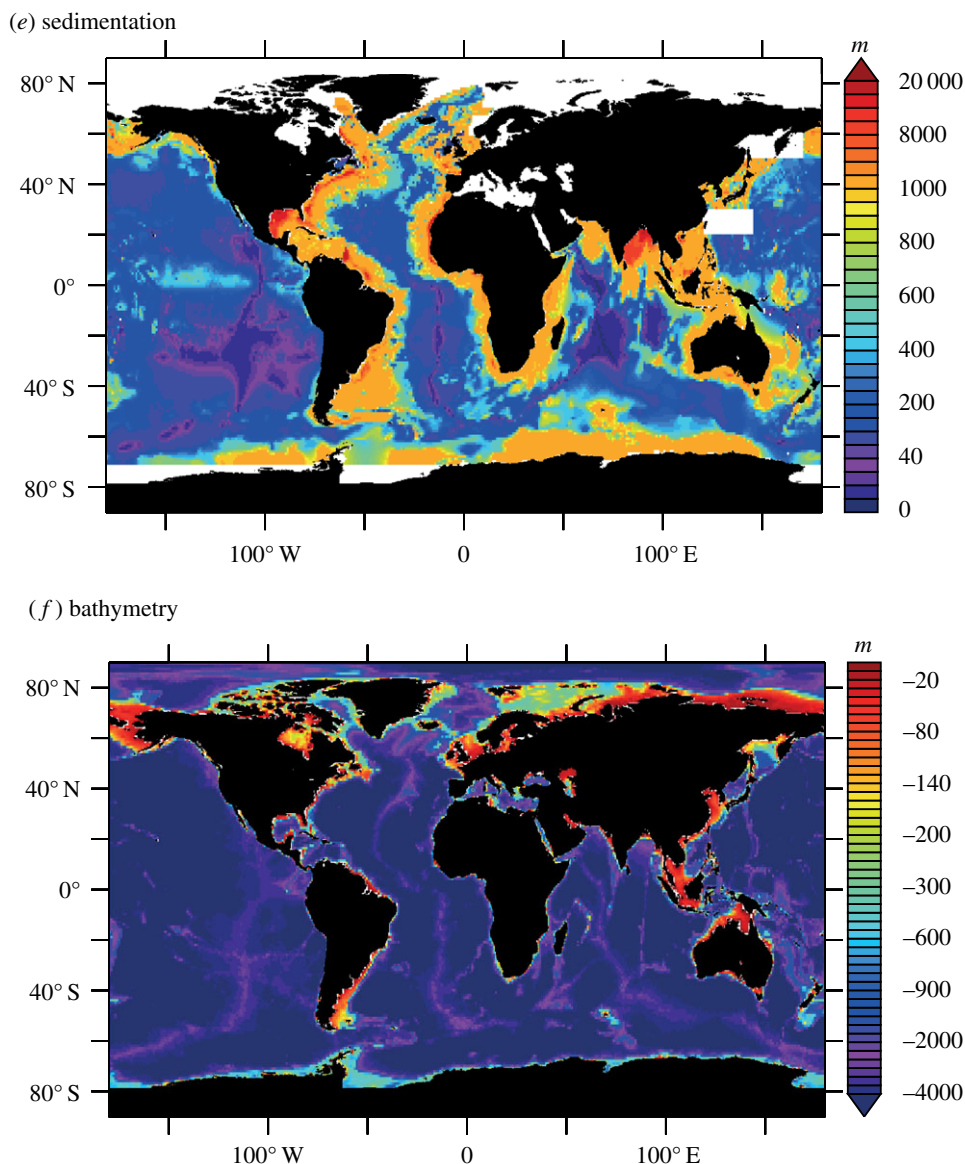 (e) sedimentation
m
80° N
40° N
0°
40° S
80° S
100° W
0
100° E
20 000
8000
1000
800
600
400
200
40
0
(f) bathymetry
m
80° N
40° N
0°
40° S
80° S
100° W
0
100° E
–20
–80
–140
–200
–300
–600
–900
–2000
–4000